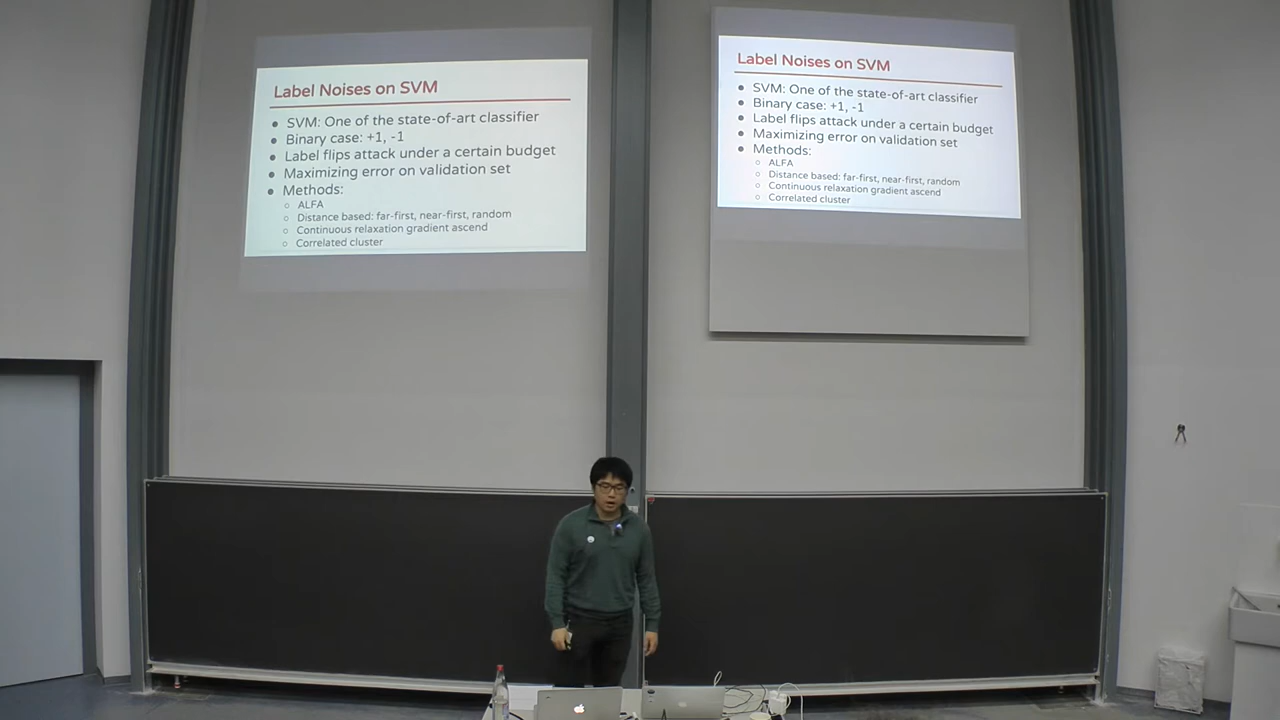 Label Noises on SVM
● SVM: One of the state-of-art classifier
● Binary case: +1, -1
● Label flips attack under a certain budget
● Maximizing error on validation set
● Methods:
○ ALFA
○ Distance based: far-first, near-first, random
○ Continuous relaxation gradient ascend
○ Correlated cluster
Label Noises on SVM
● SVM: One of the state-of-art classifier
● Binary case: +1, -1
● Label flips attack under a certain budget
● Maximizing error on validation set
● Methods:
○ ALFA
○ Distance based: far-first, near-first, random
○ Continuous relaxation gradient ascend
○ Correlated cluster